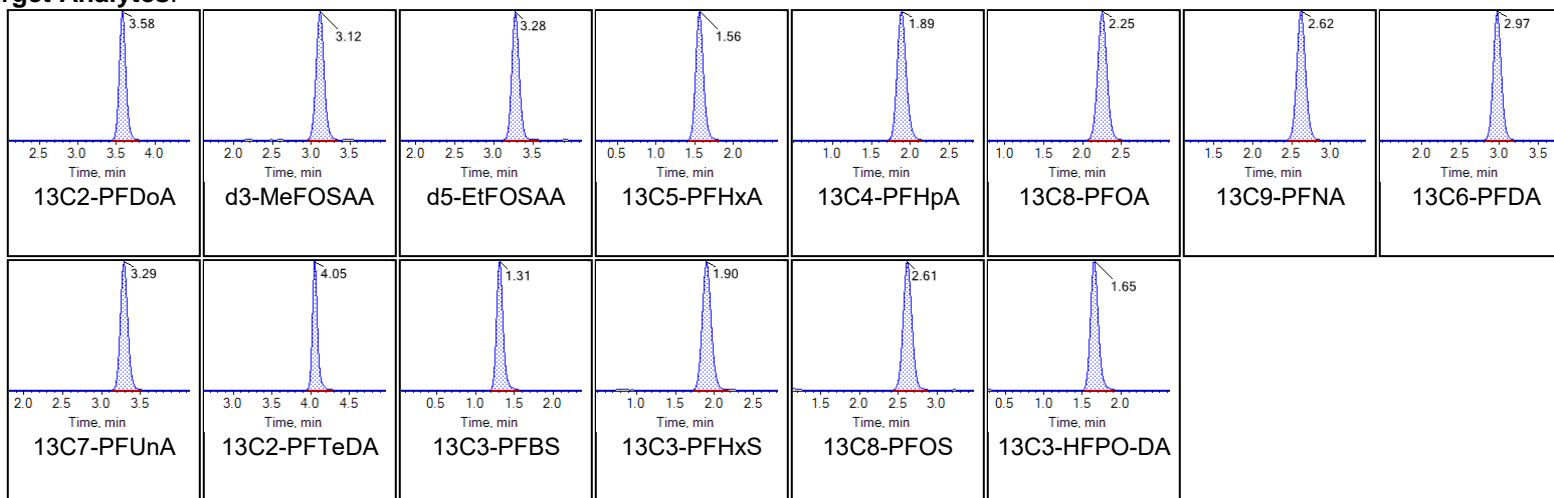 rget Analytes:
3.58 3.12 3.28 1.56 1.89 2.25 2.62 2.97
2.5 3.0 3.5 4.0 2.0 2.5 3.0 3.5 2.0 2.5 3.0 3.5 0.5 1.0 1.5 2.0 1.0 1.5 2.0 2.5 1.0 1.5 2.0 2.5 1.5 2.0 2.5 3.0 2.0 2.5 3.0 3.5
Time, min Time, min Time, min Time, min Time, min Time, min Time, min Time, min
13C2-PFDoA d3-MeFOSAA d5-EtFOSAA 13C5-PFHxA 13C4-PFHpA 13C8-PFOA 13C9-PFNA 13C6-PFDA
3.29 4.05 1.31 1.90 2.61 1.65
2.0 2.5 3.0 3.5 3.0 3.5 4.0 4.5 0.5 1.0 1.5 2.0 1.0 1.5 2.0 2.5 1.5 2.0 2.5 3.0 0.5 1.0 1.5 2.0
Time, min Time, min Time, min Time, min Time, min Time, min
13C7-PFUnA 13C2-PFTeDA 13C3-PFBS 13C3-PFHxS 13C8-PFOS 13C3-HFPO-DA